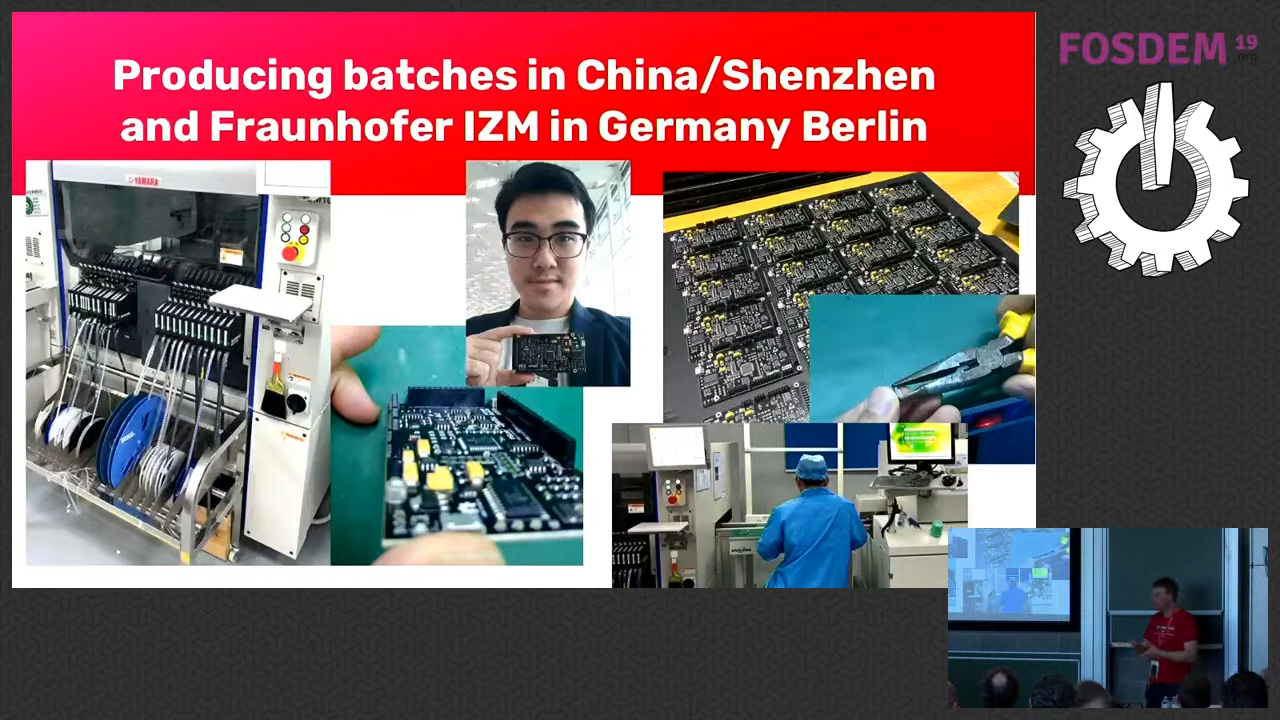 Producing batches in China/Shenzhen
and Fraunhofer IZM in Germany Berlin
FOSDEM 19
YAMAHA